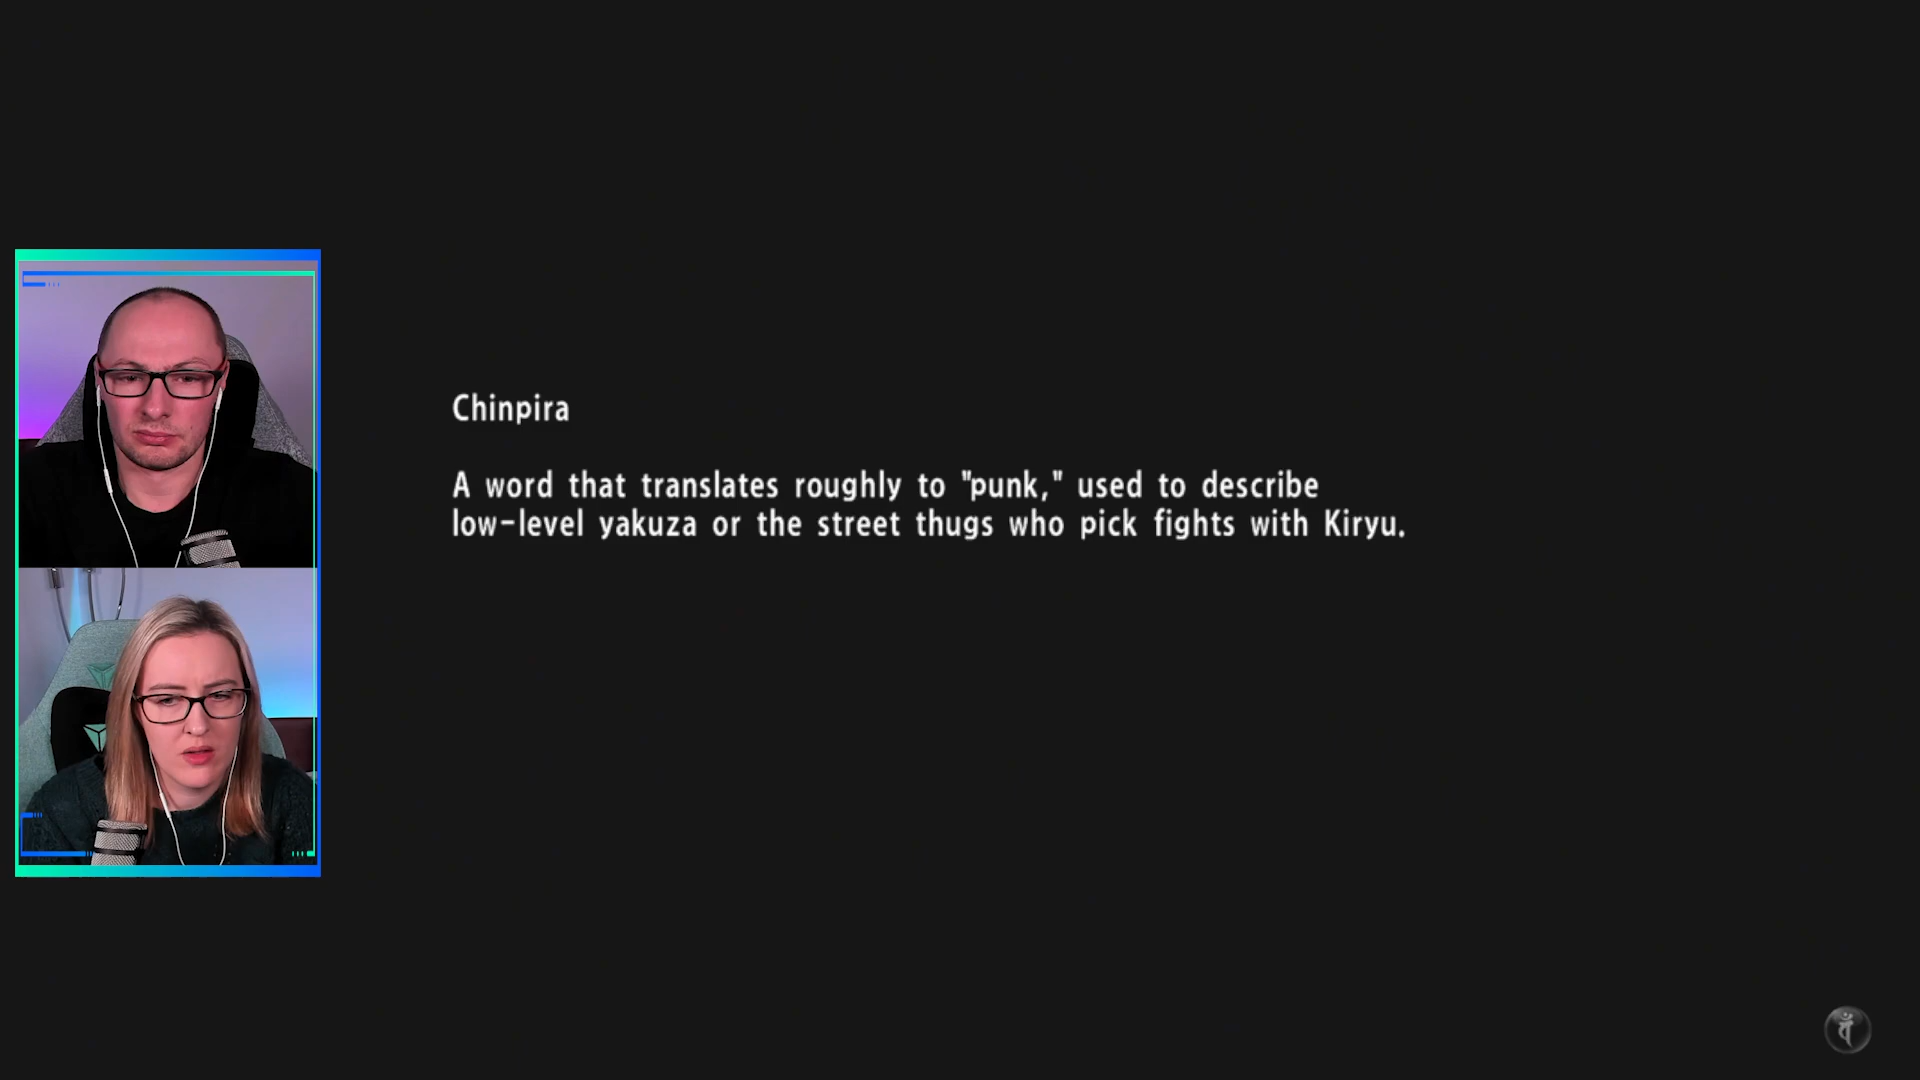 Chinpira
A word that translates roughly to "punk," used to describe
low-level yakuza or the street thugs who pick fights with Kiryu.